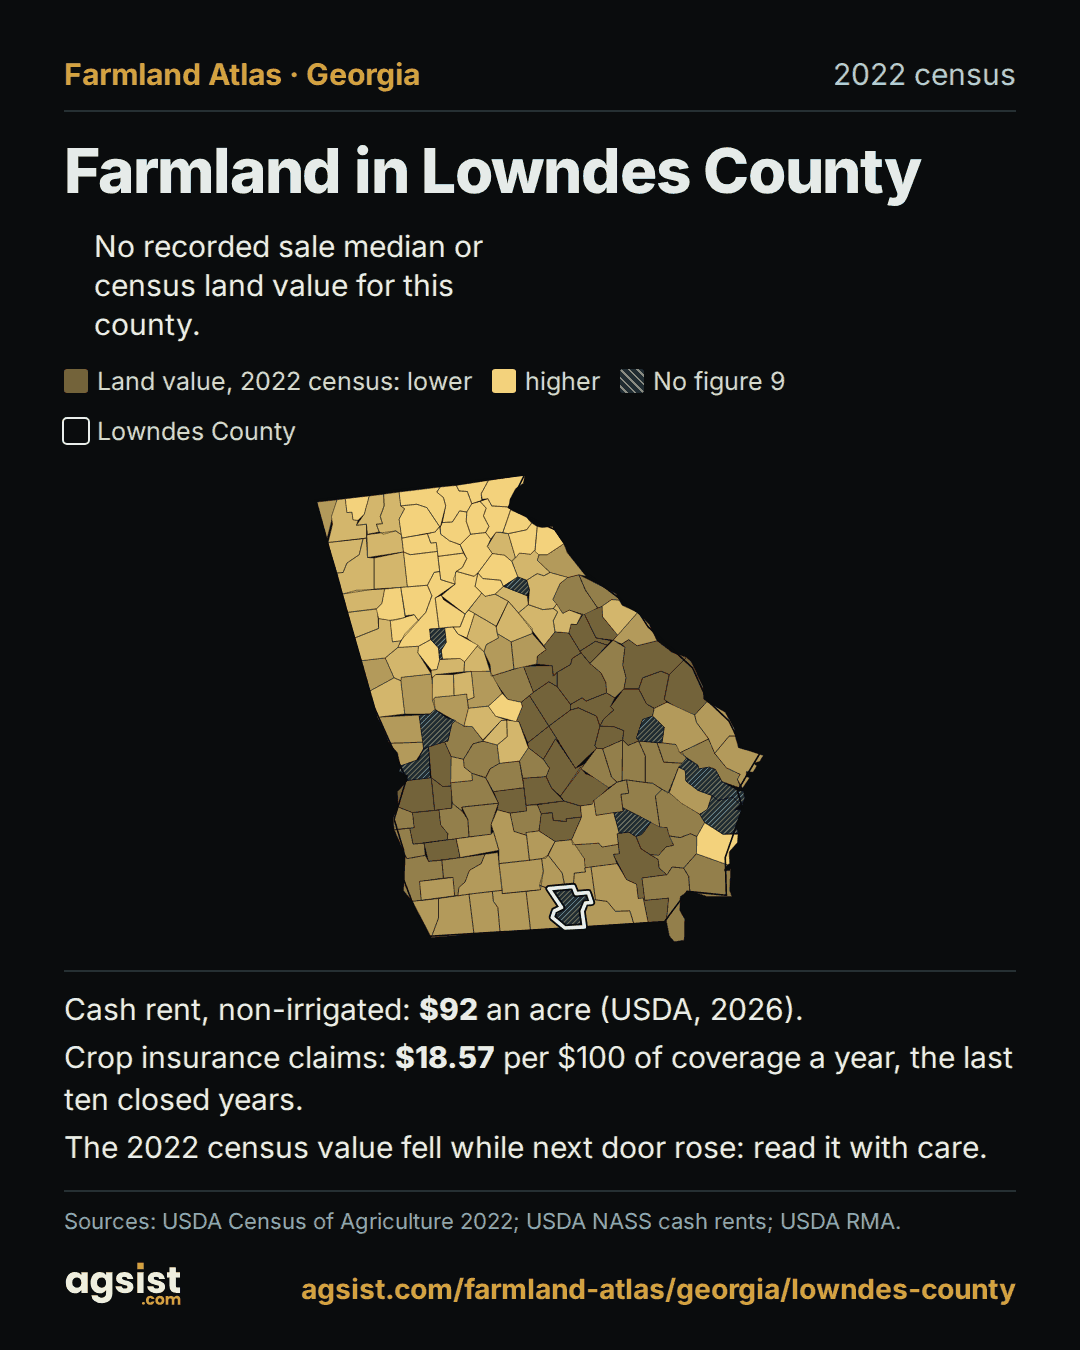 Farmland Atlas · Georgia
2022 census
Farmland in Lowndes County
No recorded sale median or
census land value for this
county.
Land value, 2022 census: lower
higher
No figure 9
Lowndes County
Cash rent, non-irrigated: $92 an acre (USDA, 2026).
Crop insurance claims: $18.57 per $100 of coverage a year, the last
ten closed years.
The 2022 census value fell while next door rose: read it with care.
Sources: USDA Census of Agriculture 2022; USDA NASS cash rents; USDA RMA.
agsist
.com
agsist.com/farmland-atlas/georgia/lowndes-county